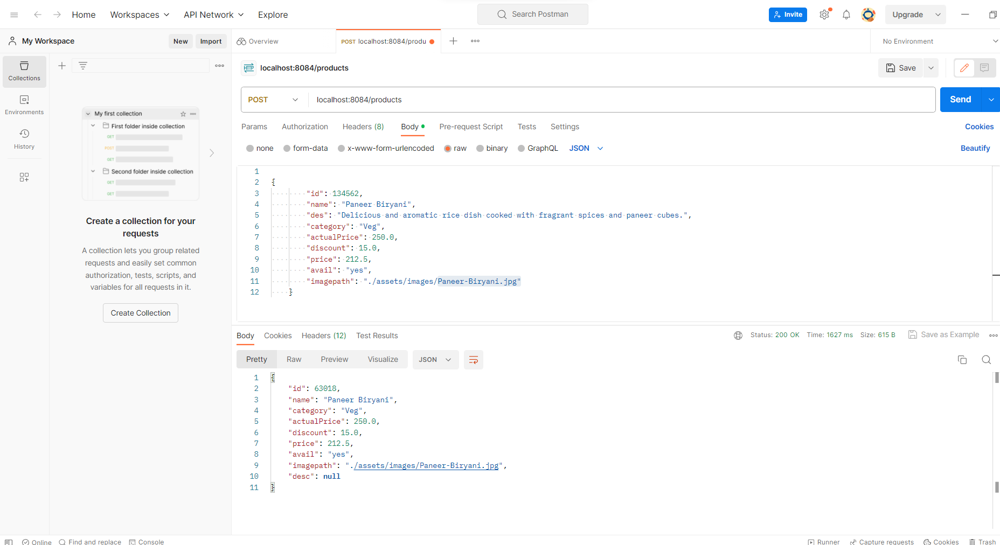 Home Workspaces API Network Explore Search Postman Invite Upgrade
My Workspace New Import Overview POST localhost:8084/produ No Environment
Collections
Environments
History
My first collection
First folder inside collection
GET
POST
GET
Second folder inside collection
GET
GET
Create a collection for your
requests
A collection lets you group related
requests and easily set common
authorization, tests, scripts, and
variables for all requests in it.
Create Collection
HTTP localhost:8084/products Save
POST localhost:8084/products Send
Params Authorization Headers (8) Body Pre-request Script Tests Settings Cookies
none form-data x-www-form-urlencoded raw binary GraphQL JSON Beautify
1
2 {
3 "id": 134562,
4 "name": "Paneer Biryani",
5 "des": "Delicious and aromatic rice dish cooked with fragrant spices and paneer cubes.",
6 "category": "Veg",
7 "actualPrice": 250.0,
8 "discount": 15.0,
9 "price": 212.5,
10 "avail": "yes",
11 "imagepath": "./assets/images/Paneer-Biryani.jpg"
12 }
Body Cookies Headers (12) Test Results Status: 200 OK Time: 1627 ms Size: 615 B Save as Example
Pretty Raw Preview Visualize JSON
1 {
2 "id": 63018,
3 "name": "Paneer Biryani",
4 "category": "Veg",
5 "actualPrice": 250.0,
6 "discount": 15.0,
7 "price": 212.5,
8 "avail": "yes",
9 "imagepath": "./assets/images/Paneer-Biryani.jpg",
10 "desc": null
11 }
Online Find and replace Console Runner Capture requests Cookies Trash